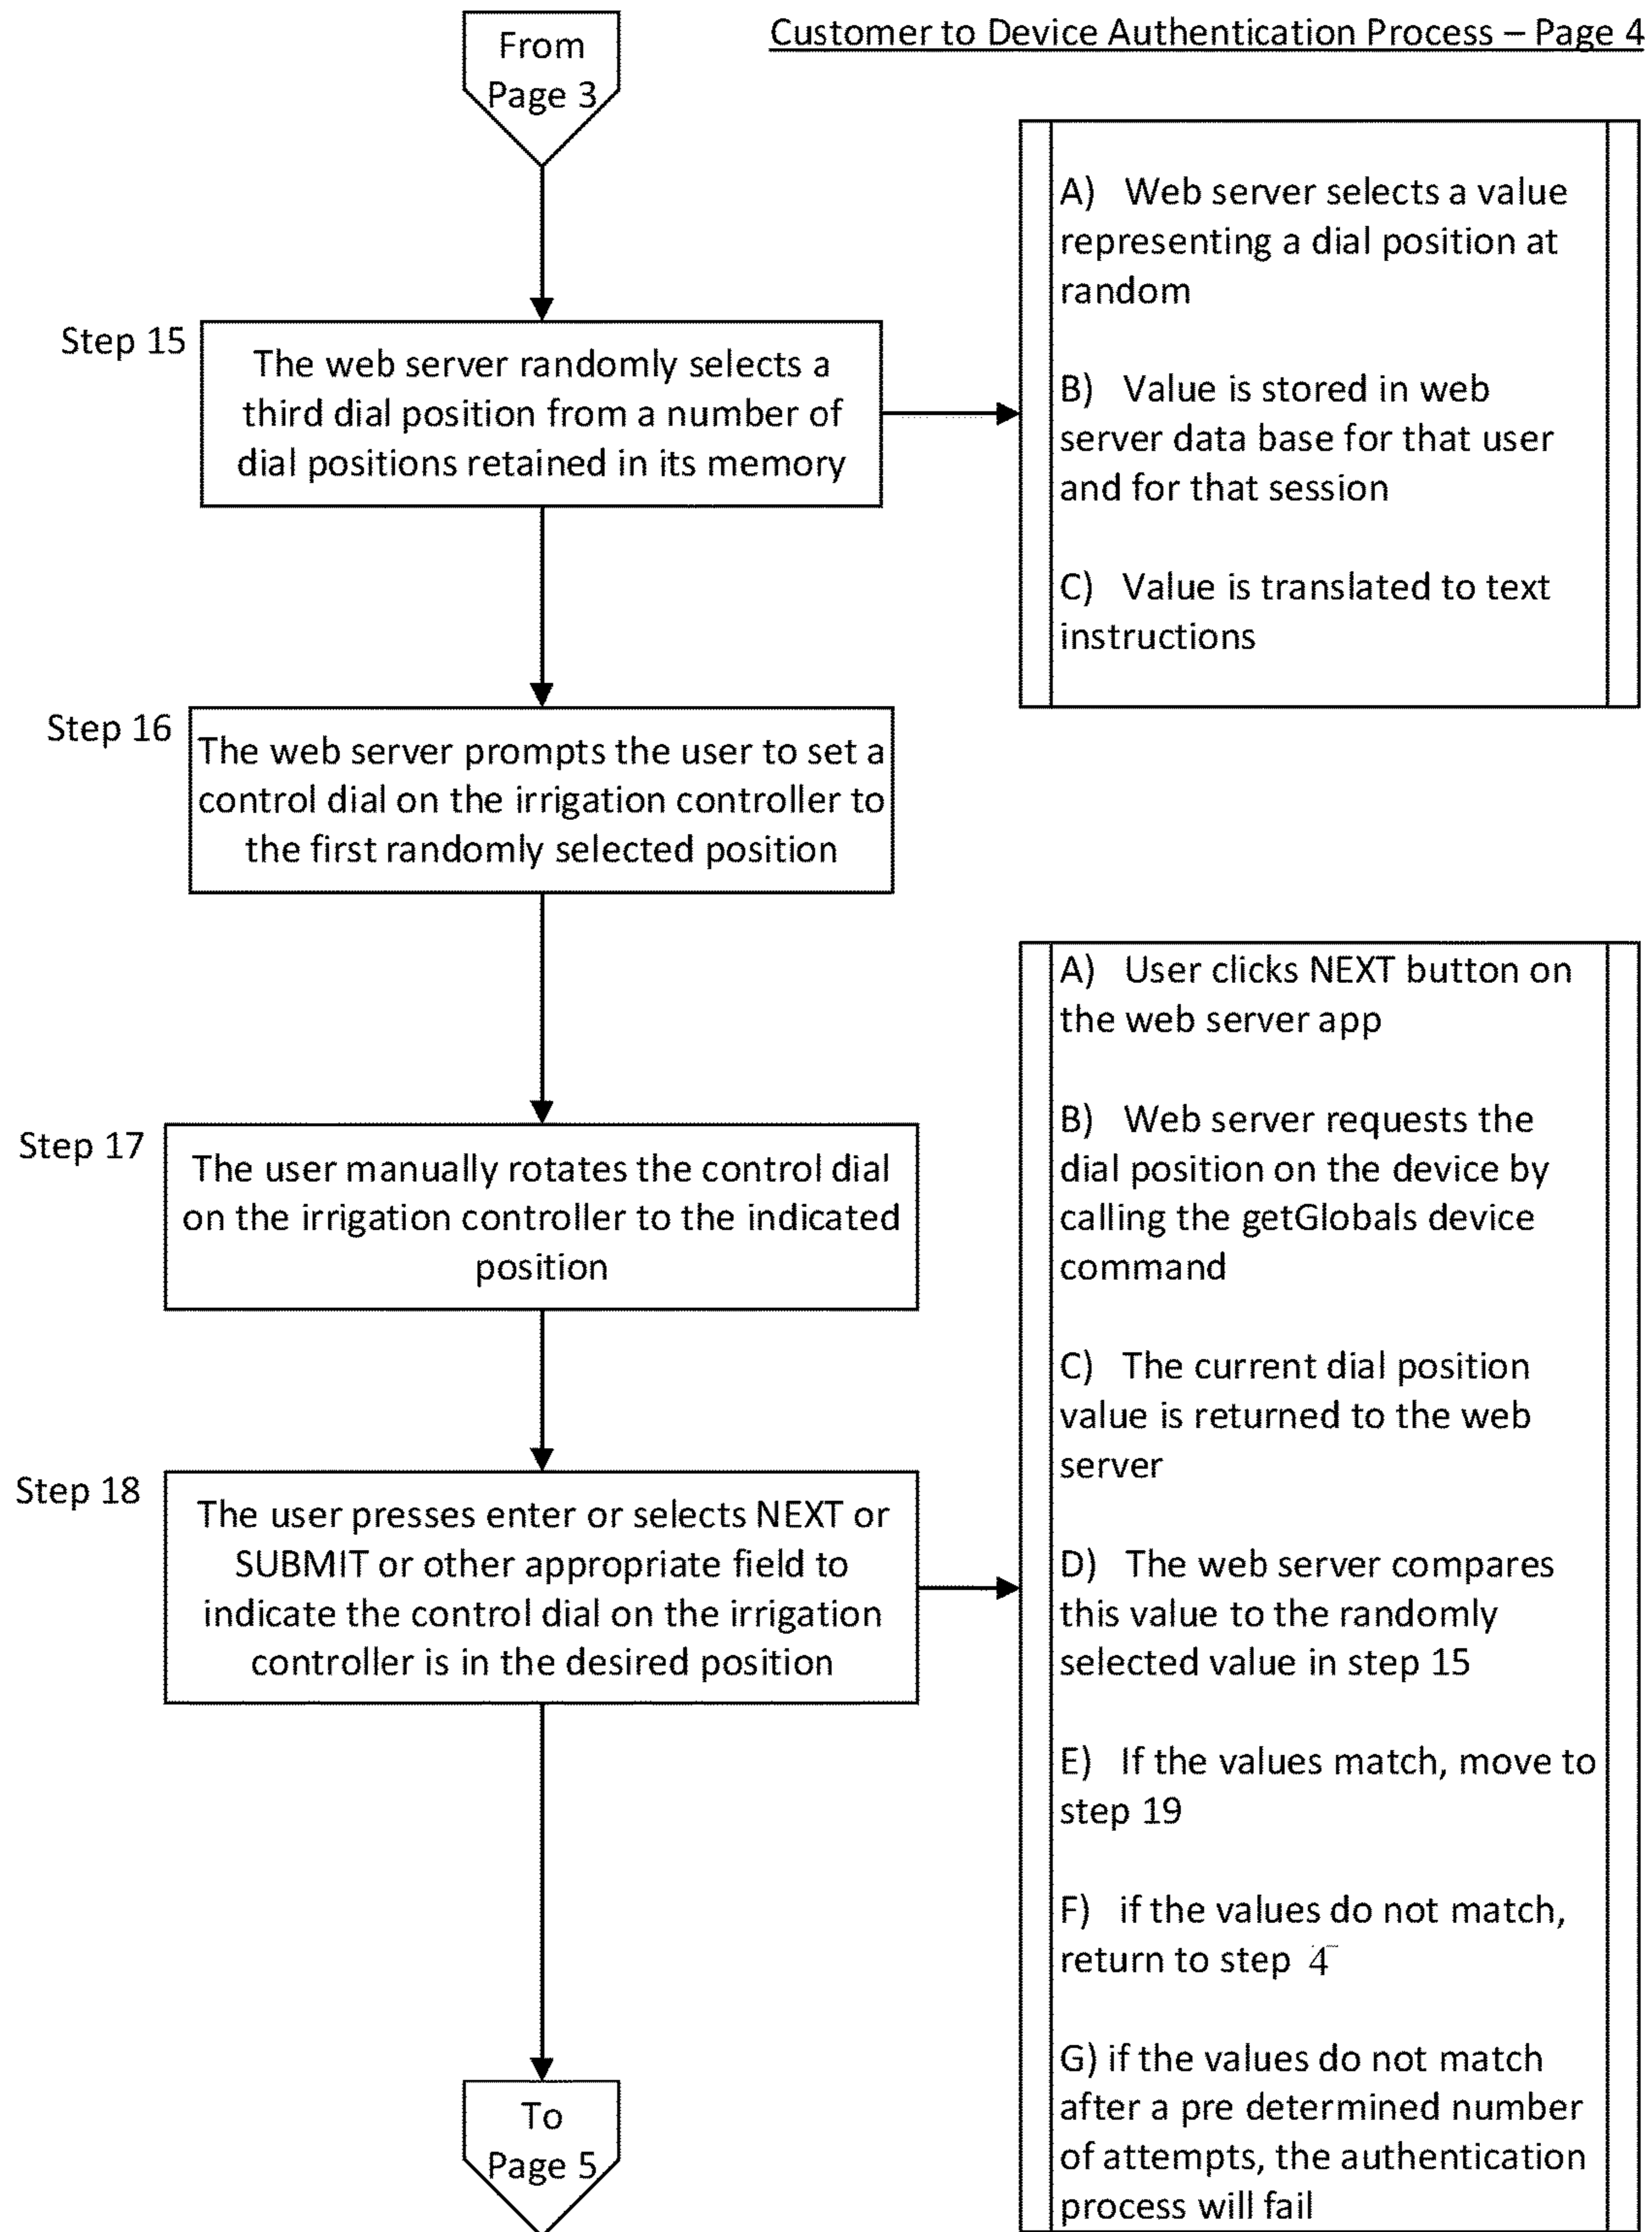 Customer to Device Authentication Process – Page 4
From
Page 3
Step 15
The web server randomly selects a
third dial position from a number of
dial positions retained in its memory
A) Web server selects a value
representing a dial position at
random
B) Value is stored in web
server data base for that user
and for that session
C) Value is translated to text
instructions
Step 16
The web server prompts the user to set a
control dial on the irrigation controller to
the first randomly selected position
Step 17
The user manually rotates the control dial
on the irrigation controller to the indicated
position
Step 18
The user presses enter or selects NEXT or
SUBMIT or other appropriate field to
indicate the control dial on the irrigation
controller is in the desired position
A) User clicks NEXT button on
the web server app
B) Web server requests the
dial position on the device by
calling the getGlobals device
command
C) The current dial position
value is returned to the web
server
D) The web server compares
this value to the randomly
selected value in step 15
E) If the values match, move to
step 19
F) if the values do not match,
return to step 4
G) if the values do not match
after a pre determined number
of attempts, the authentication
process will fail
To
Page 5